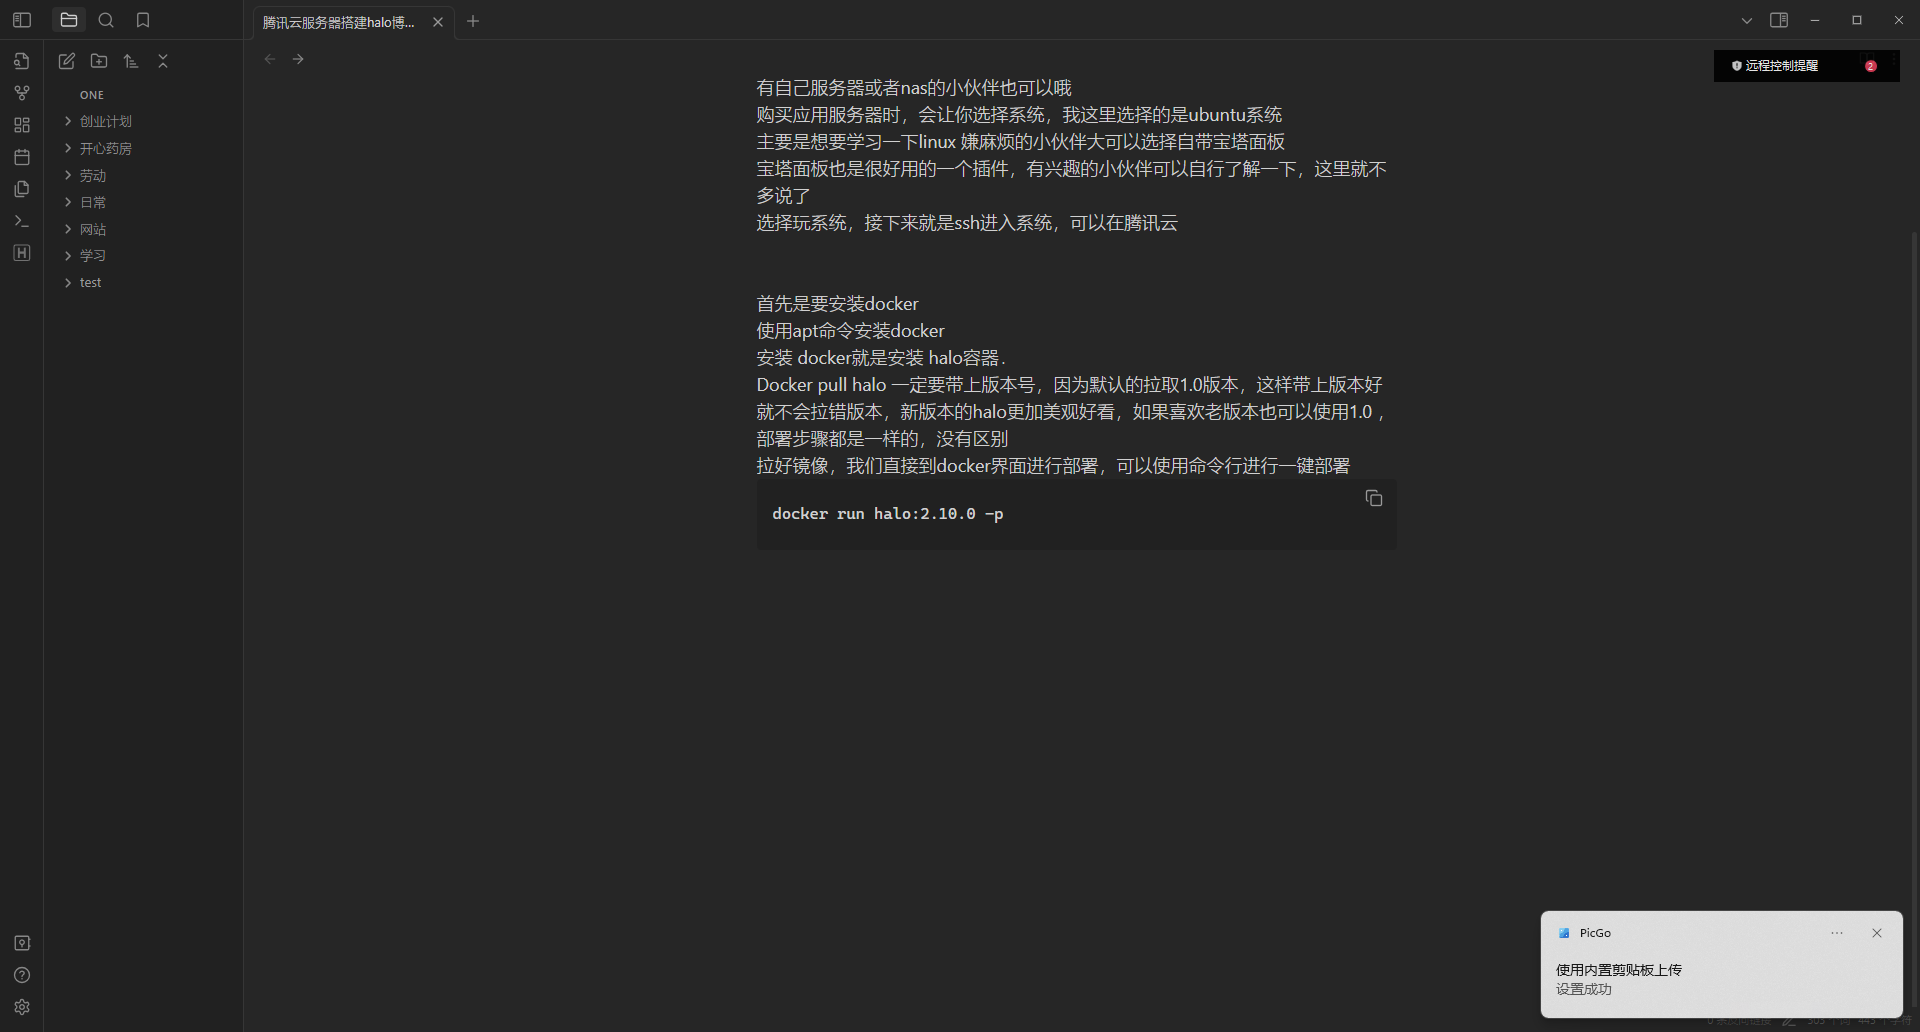 腾讯云服务器搭建halo博...
远程控制提醒
2
ONE
创业计划
开心药房
劳动
日常
网站
学习
test
有自己服务器或者nas的小伙伴也可以哦
购买应用服务器时，会让你选择系统，我这里选择的是ubuntu系统
主要是想要学习一下linux 嫌麻烦的小伙伴大可以选择自带宝塔面板
宝塔面板也是很好用的一个插件，有兴趣的小伙伴可以自行了解一下，这里就不
多说了
选择玩系统，接下来就是ssh进入系统，可以在腾讯云
首先是要安装docker
使用apt命令安装docker
安装 docker就是安装 halo容器.
Docker pull halo 一定要带上版本号，因为默认的拉取1.0版本，这样带上版本好
就不会拉错版本，新版本的halo更加美观好看，如果喜欢老版本也可以使用1.0，
部署步骤都是一样的，没有区别
拉好镜像，我们直接到docker界面进行部署，可以使用命令行进行一键部署
docker run halo:2.10.0 -p
PicGo
使用内置剪贴板上传
设置成功